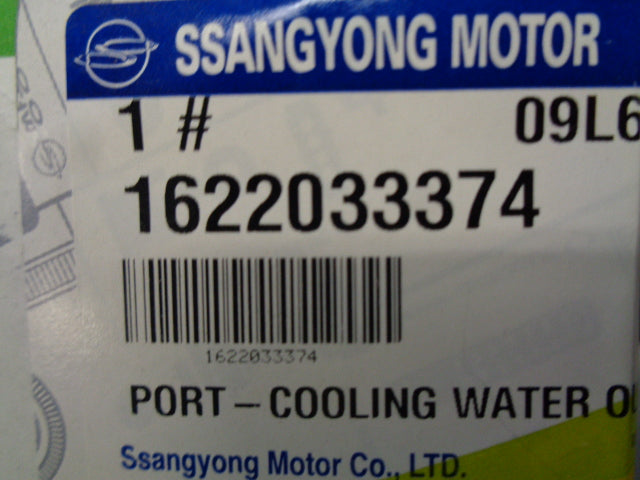 SSANGYONG MOTOR
1 # 09L6
1622033374
1622033374
PORT - COOLING WATER
Ssangyong Motor Co., LTD.